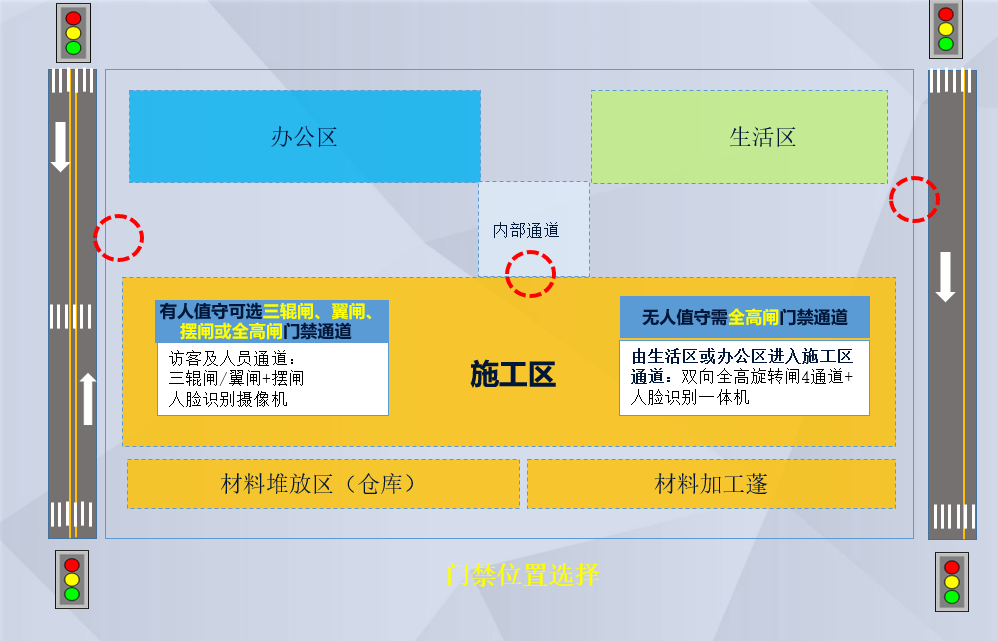 办公区
生活区
内部通道
有人值守可选三辊闸、翼闸、
摆闸或全高闸门禁通道
访客及人员通道：
三辊闸/翼闸+摆闸
人脸识别摄像机
施工区
无人值守需全高闸门禁通道
由生活区或办公区进入施工区
通道：双向全高旋转闸4通道+
人脸识别一体机
材料堆放区（仓库）
材料加工蓬
门禁位置选择